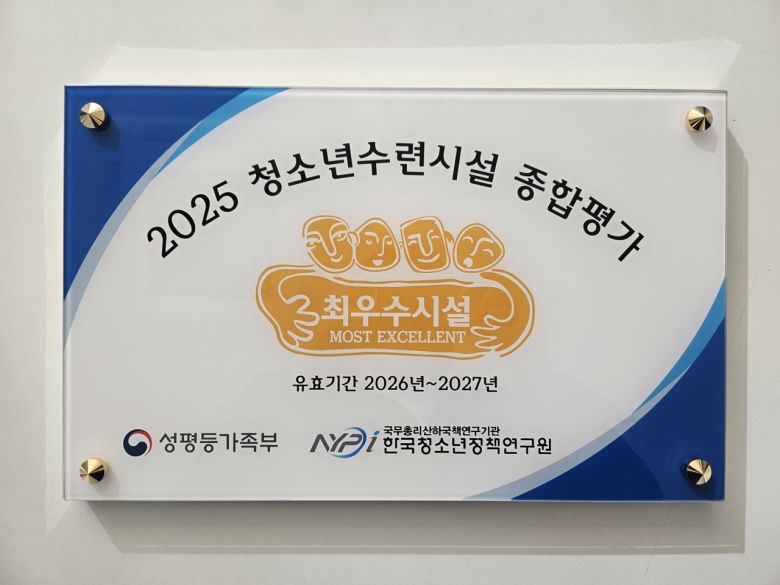 2025 청소년수련시설 종합평가
최우수시설
MOST EXCELLENT
유효기간 2026년~2027년
성평등가족부
NYPi
국무총리산하국책연구기관
한국청소년정책연구원